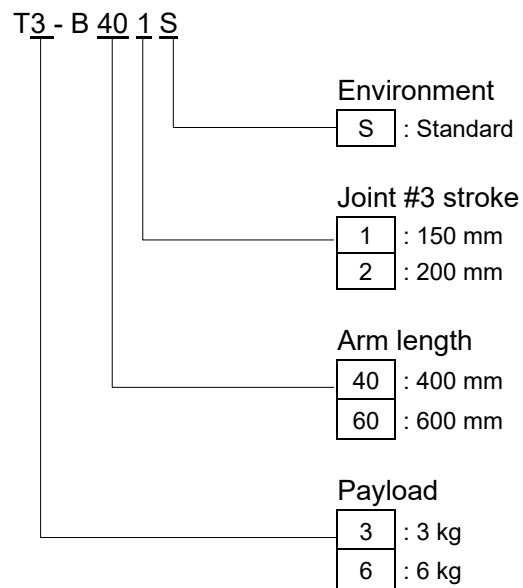 T3 - B 40 1 S
Environment
S : Standard
Joint #3 stroke
1 : 150 mm
2 : 200 mm
Arm length
40 : 400 mm
60 : 600 mm
Payload
3 : 3 kg
6 : 6 kg